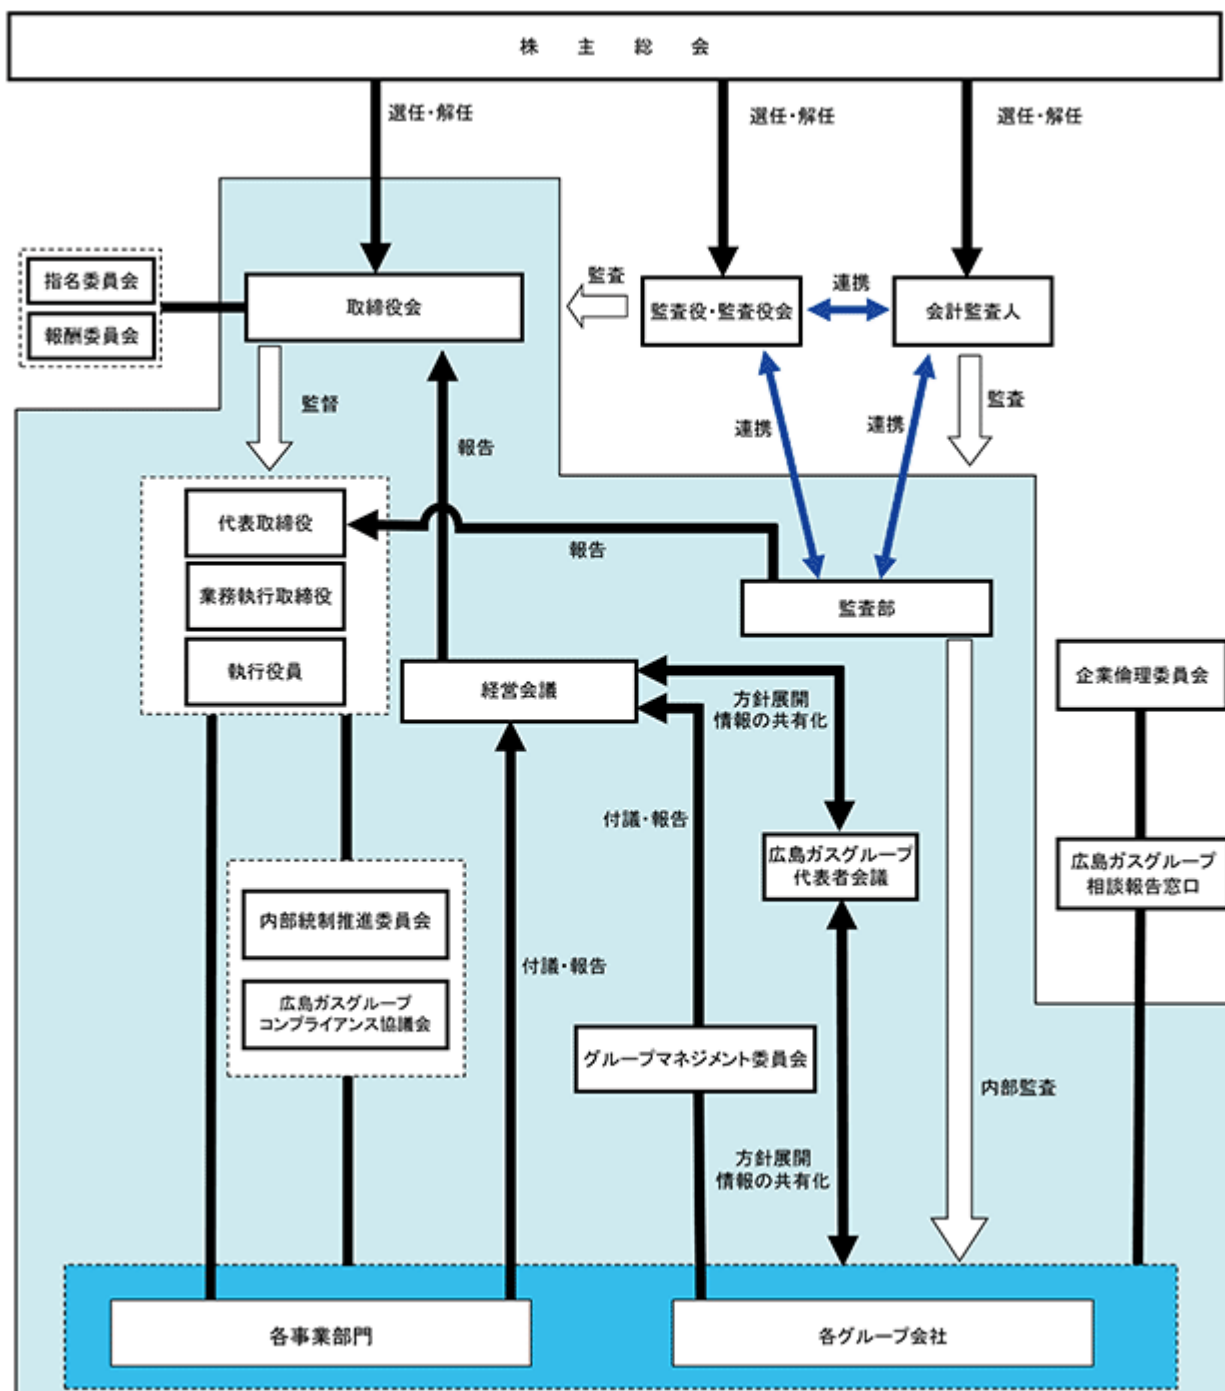 株主総会
選任・解任
選任・解任
選任・解任
指名委員会
報酬委員会
取締役会
監査
監査役・監査役会
連携
会計監査人
監督
報告
連携
連携
監査
代表取締役
業務執行取締役
執行役員
報告
監査部
経営会議
方針展開
情報の共有化
企業倫理委員会
付議・報告
広島ガスグループ
代表者会議
広島ガスグループ
相談報告窓口
内部統制推進委員会
広島ガスグループ
コンプライアンス協議会
付議・報告
グループマネジメント委員会
内部監査
方針展開
情報の共有化
各事業部門
各グループ会社